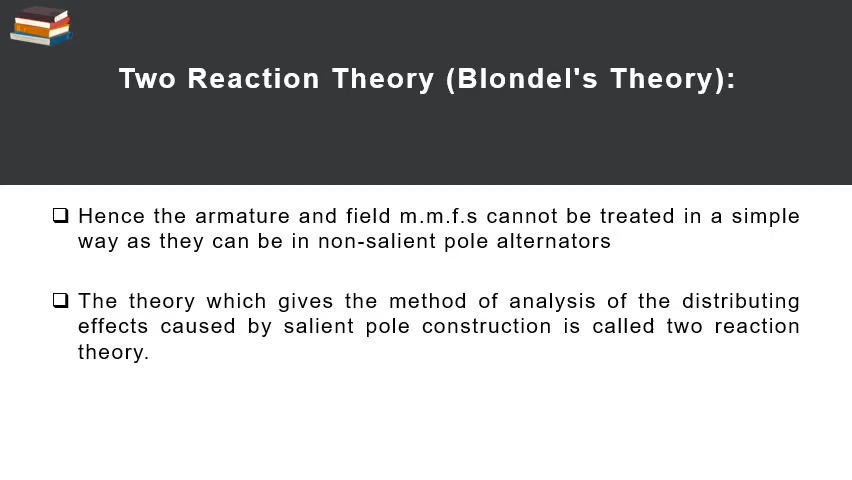 Two Reaction Theory (Blondel's Theory):
❑ Hence the armature and field m.m.f.s cannot be treated in a simple
way as they can be in non-salient pole alternators
❑ The theory which gives the method of analysis of the distributing
effects caused by salient pole construction is called two reaction
theory.